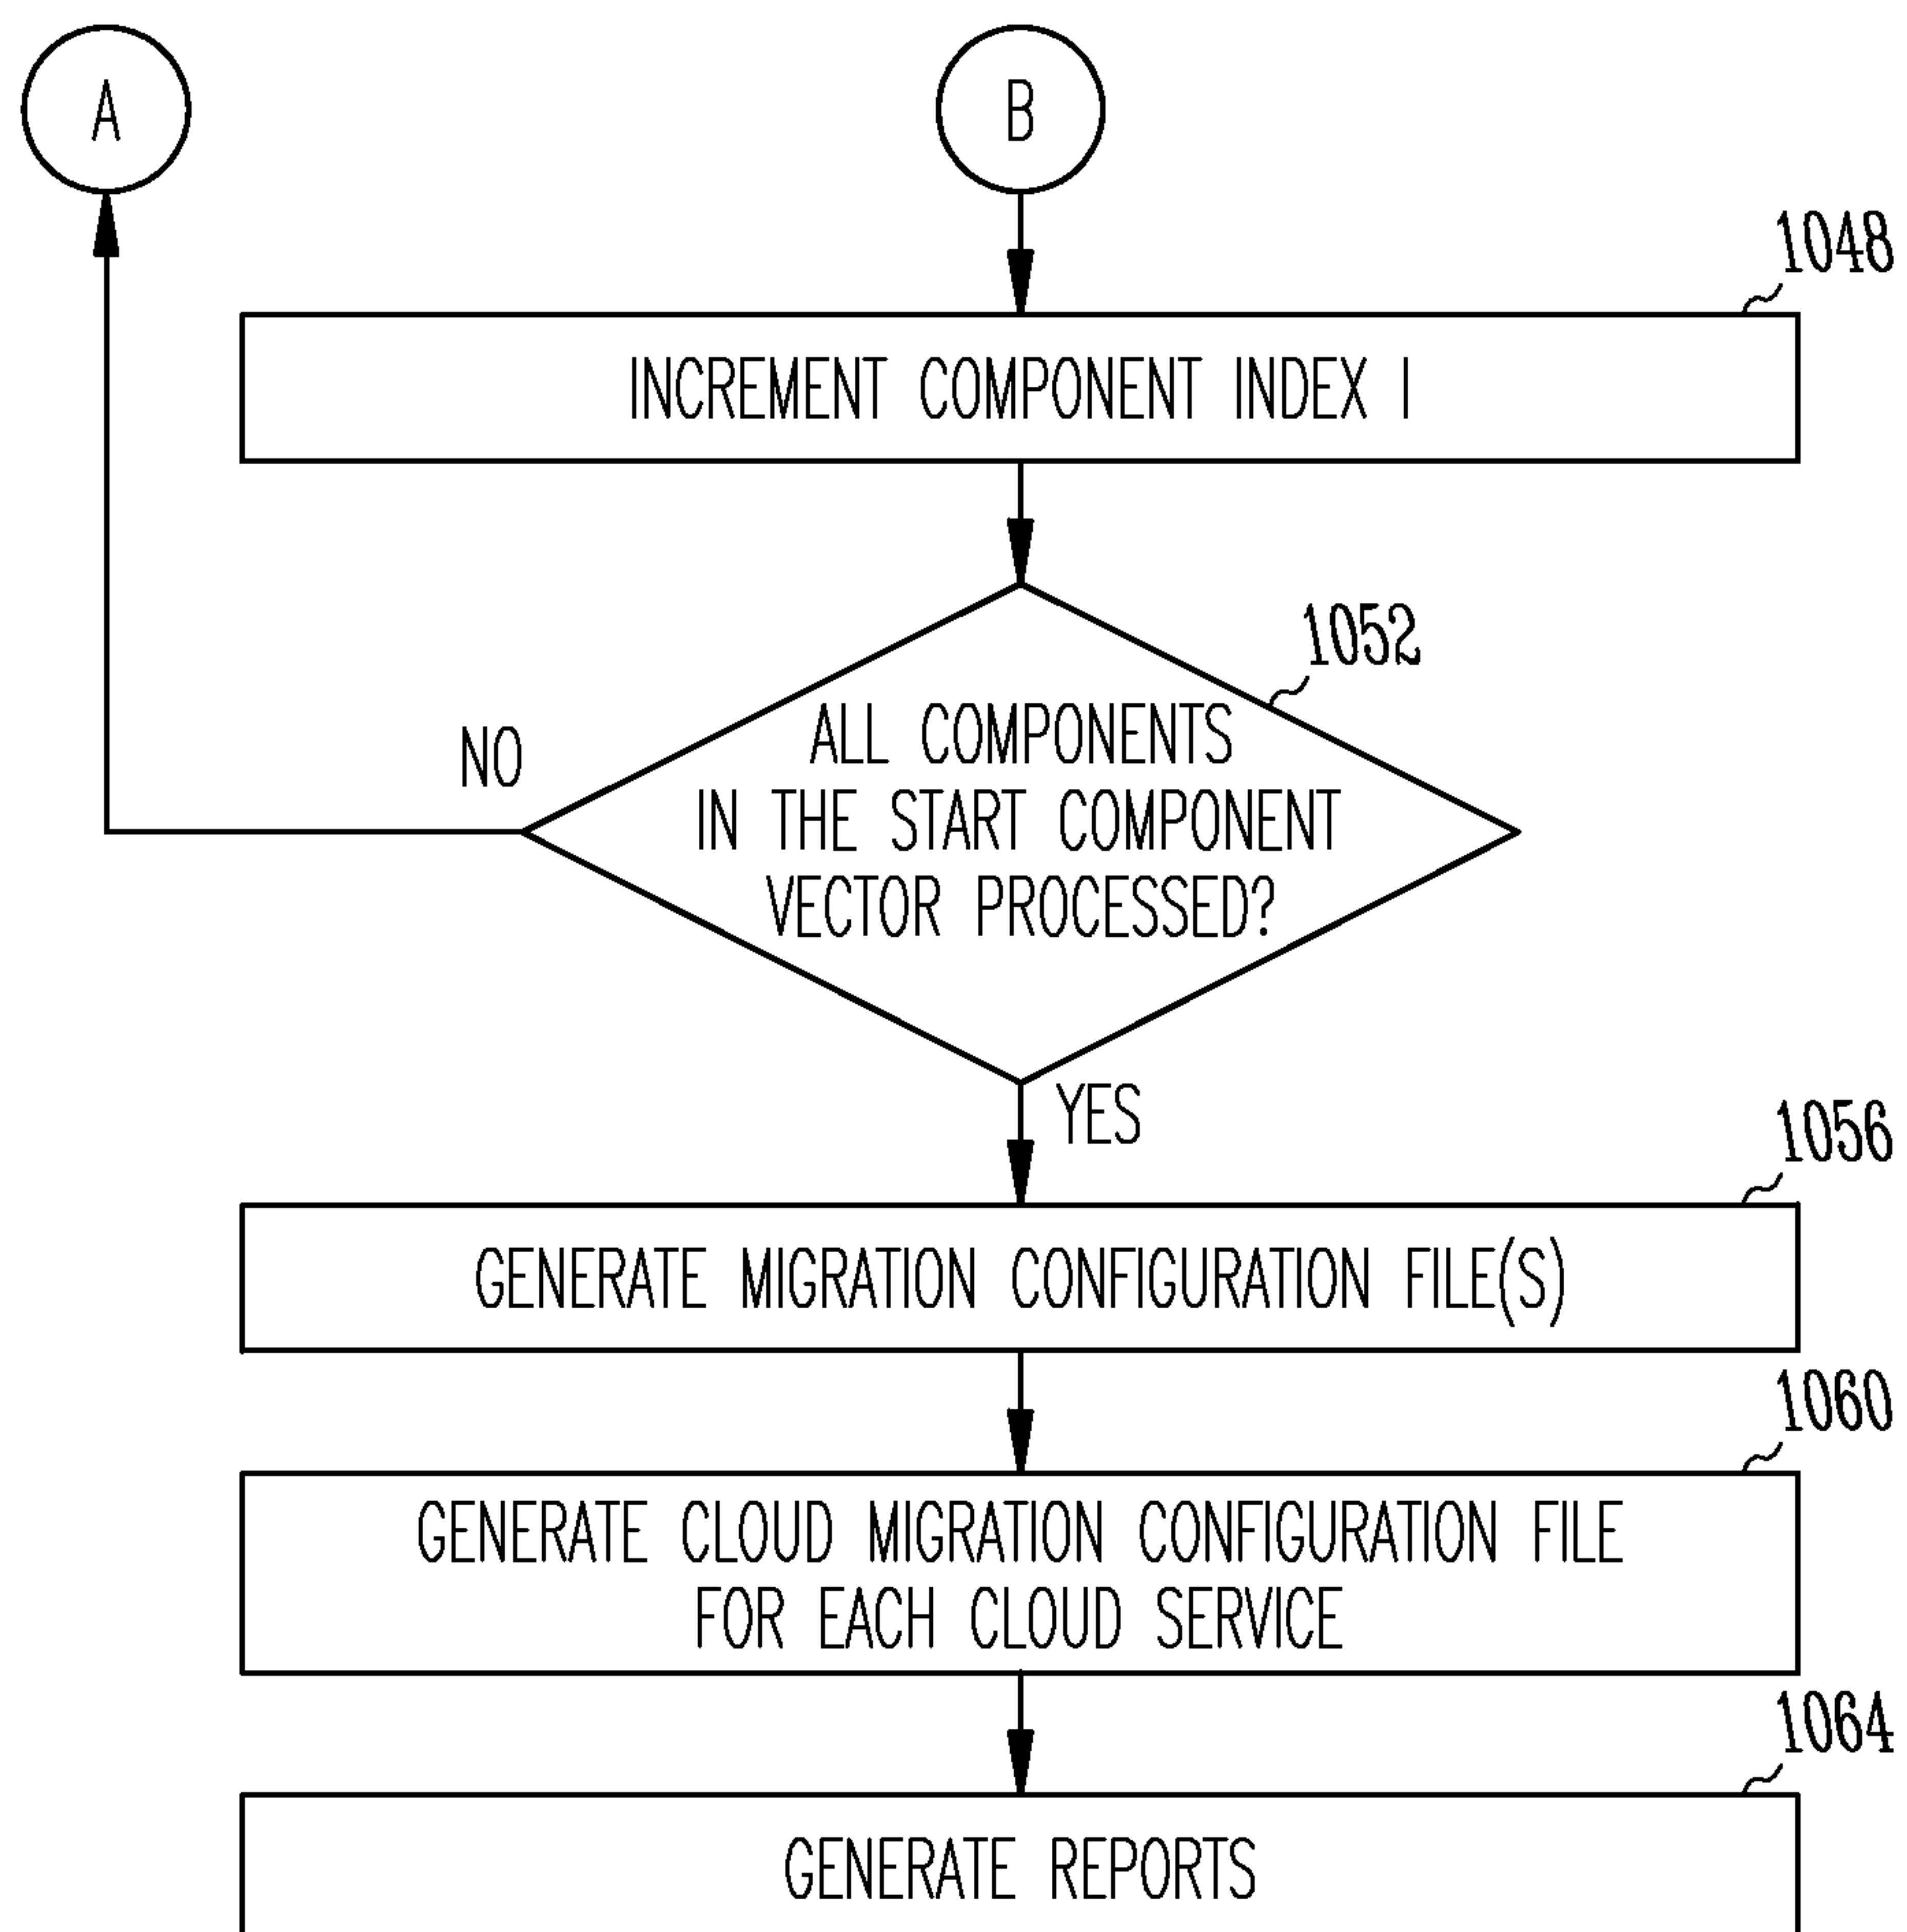 A
B
1048
INCREMENT COMPONENT INDEX I
1052
ALL COMPONENTS
IN THE START COMPONENT
VECTOR PROCESSED?
NO
YES
1056
GENERATE MIGRATION CONFIGURATION FILE(S)
1060
GENERATE CLOUD MIGRATION CONFIGURATION FILE
FOR EACH CLOUD SERVICE
1064
GENERATE REPORTS